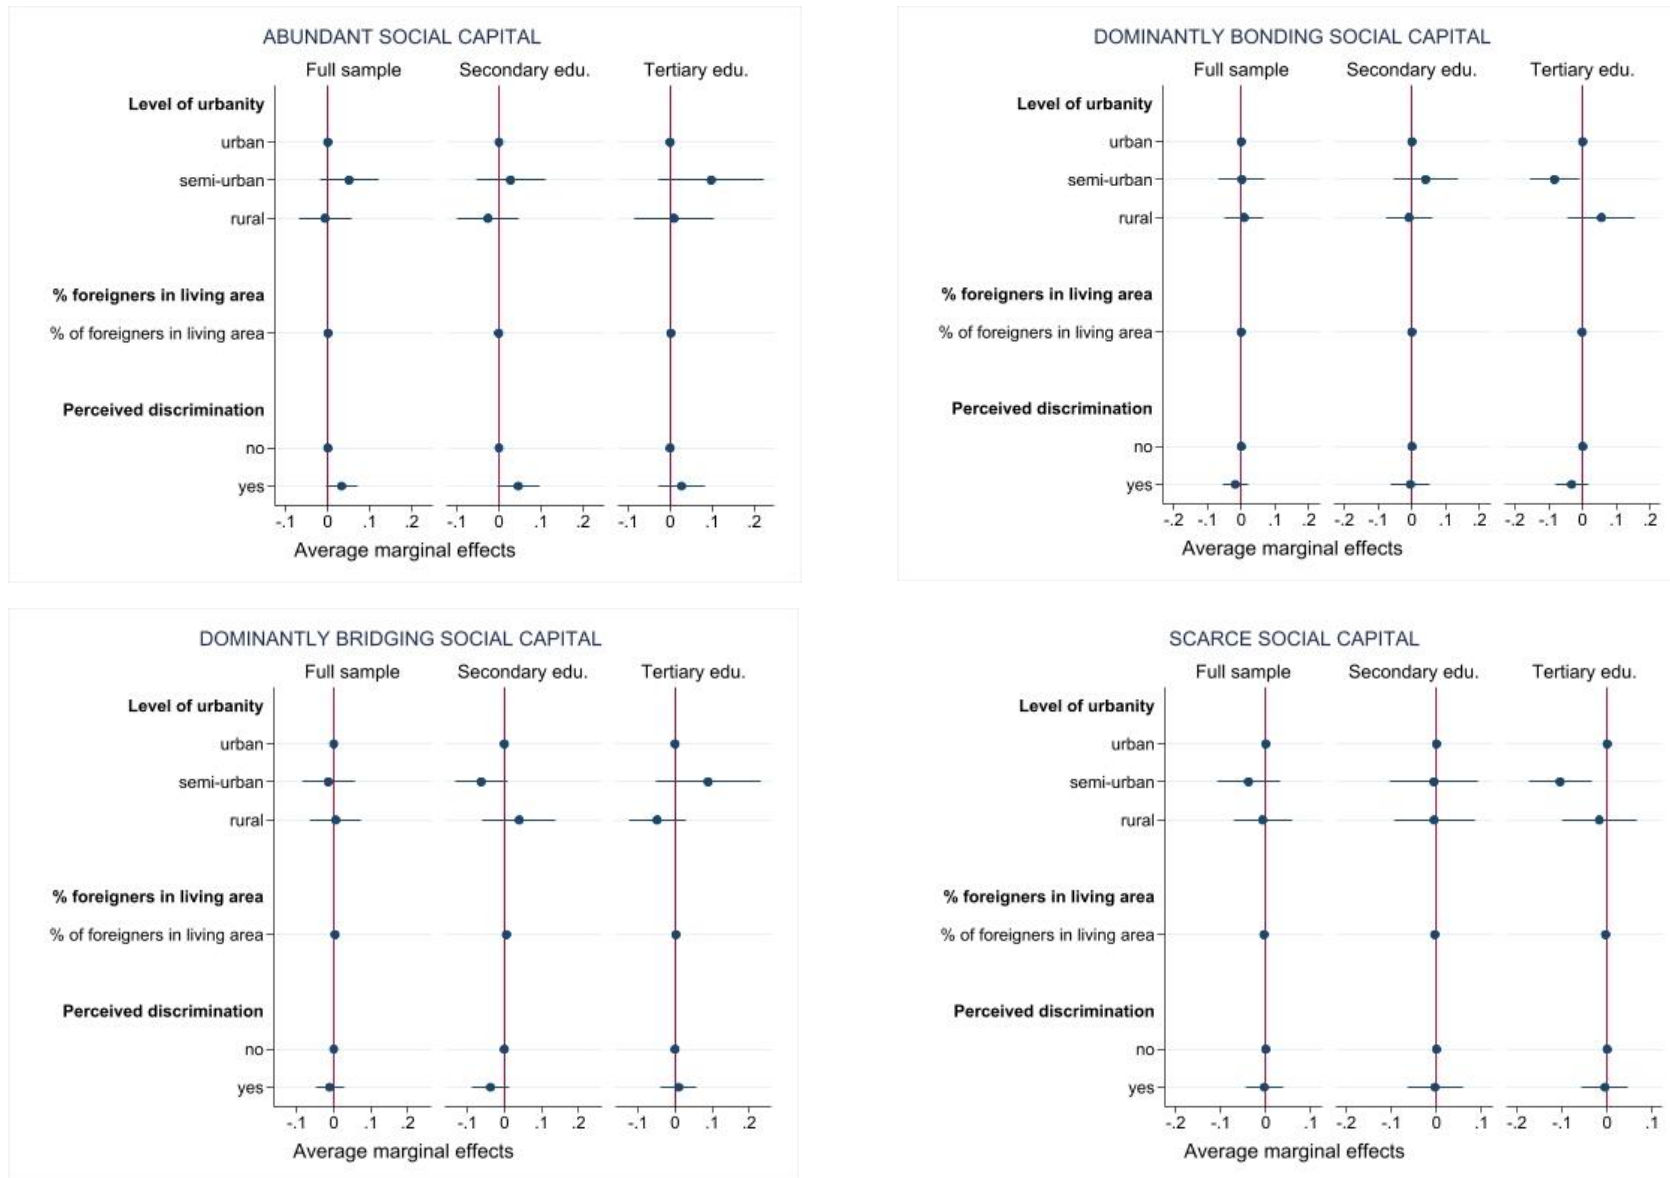 ABUNDANT SOCIAL CAPITAL
Full sample Secondary edu. Tertiary edu.
Level of urbanity
urban
semi-urban
rural
% foreigners in living area
% of foreigners in living area
Perceived discrimination
no
yes
-.1 0 .1 .2 -.1 0 .1 .2 -.1 0 .1 .2
Average marginal effects
DOMINANTLY BONDING SOCIAL CAPITAL
Full sample Secondary edu. Tertiary edu.
Level of urbanity
urban
semi-urban
rural
% foreigners in living area
% of foreigners in living area
Perceived discrimination
no
yes
-.2 -.1 0 .1 .2 -.2 -.1 0 .1 .2 -.2 -.1 0 .1 .2
Average marginal effects
DOMINANTLY BRIDGING SOCIAL CAPITAL
Full sample Secondary edu. Tertiary edu.
Level of urbanity
urban
semi-urban
rural
% foreigners in living area
% of foreigners in living area
Perceived discrimination
no
yes
-.1 0 .1 .2 -.1 0 .1 .2 -.1 0 .1 .2
Average marginal effects
SCARCE SOCIAL CAPITAL
Full sample Secondary edu. Tertiary edu.
Level of urbanity
urban
semi-urban
rural
% foreigners in living area
% of foreigners in living area
Perceived discrimination
no
yes
-.2 -.1 0 .1 -.2 -.1 0 .1 -.2 -.1 0 .1
Average marginal effects